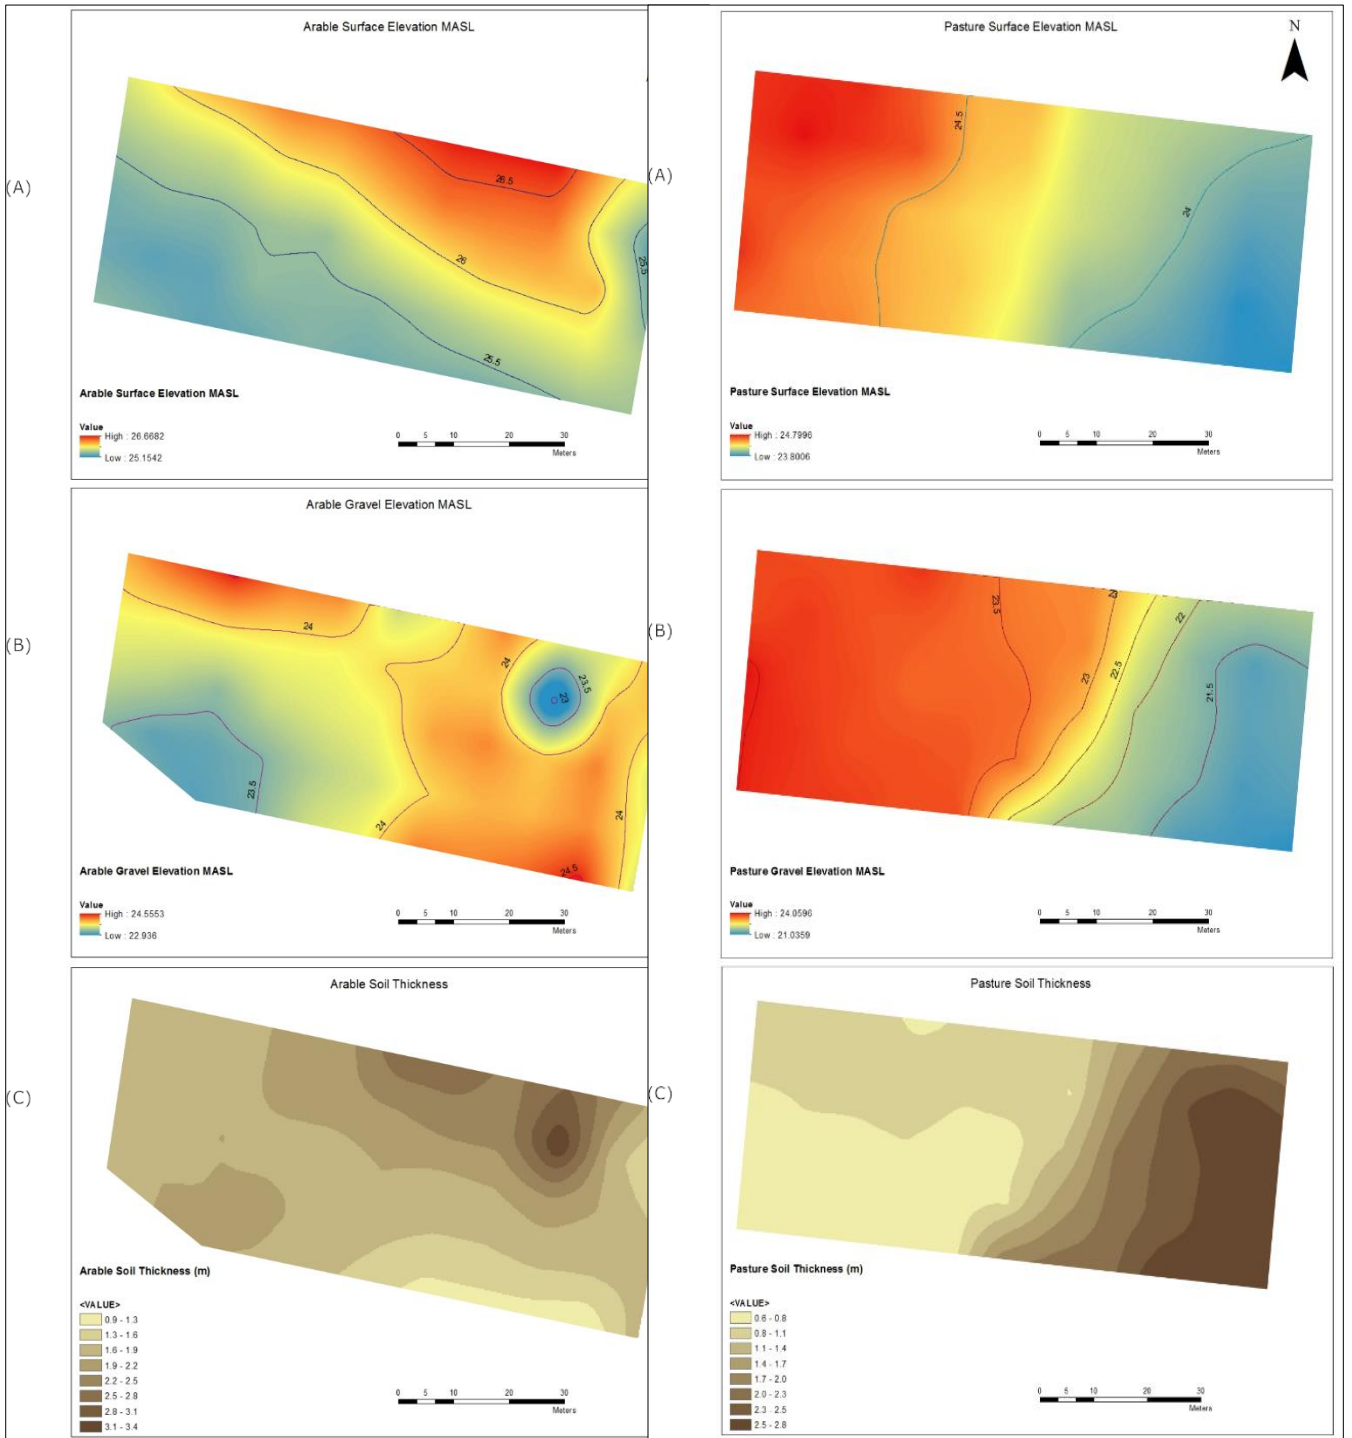 Arable Surface Elevation MASL
(A)
26.5
26
25.5
25.5
Arable Surface Elevation MASL
Value
High : 26.6682
Low : 25.1542
0 5 10 20 30
Meters
Pasture Surface Elevation MASL
N
(A)
24.5
24
Pasture Surface Elevation MASL
Value
High : 24.7996
Low : 23.8006
0 5 10 20 30
Meters
Arable Gravel Elevation MASL
(B)
24
24
23.5
23
23.5
24
24
24.5
Arable Gravel Elevation MASL
Value
High : 24.5553
Low : 22.936
0 5 10 20 30
Meters
(B)
23.5
23
22
23
22.5
21.5
Pasture Gravel Elevation MASL
Value
High : 24.0596
Low : 21.0359
0 5 10 20 30
Meters
Arable Soil Thickness
(C)
Arable Soil Thickness (m)
<VALUE>
0.9 - 1.3
1.3 - 1.6
1.6 - 1.9
1.9 - 2.2
2.2 - 2.5
2.5 - 2.8
2.8 - 3.1
3.1 - 3.4
0 5 10 20 30
Meters
Pasture Soil Thickness
(C)
Pasture Soil Thickness (m)
<VALUE>
0.6 - 0.8
0.8 - 1.1
1.1 - 1.4
1.4 - 1.7
1.7 - 2.0
2.0 - 2.3
2.3 - 2.5
2.5 - 2.8
0 5 10 20 30
Meters